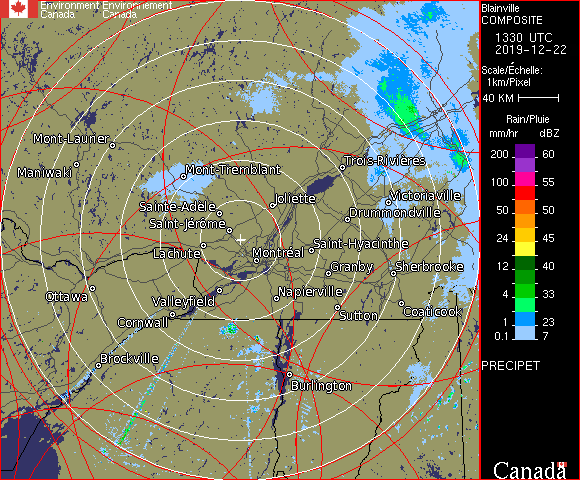 Environment Environnement
Canada Canada
Mont-Laurier
Maniwaki
Mont-Tremblant
Trois-Rivières
Sainte-Adèle
Joliette
Victoriaville
Saint-Jérôme
Drummondville
Lachute
Montréal
Saint-Hyacinthe
Granby
Sherbrooke
Ottawa
Valleyfield
Napierville
Cornwall
Sutton
Coaticook
Brockville
Burlington
Blainville
COMPOSITE
1330 UTC
2019-12-22
Scale/Échelle:
1km/Pixel
40 KM
Rain/Pluie
mm/hr dBZ
200 60
100 55
50 50
24 45
12 40
4 33
1 23
0.1 7
PRECIPET
Canada